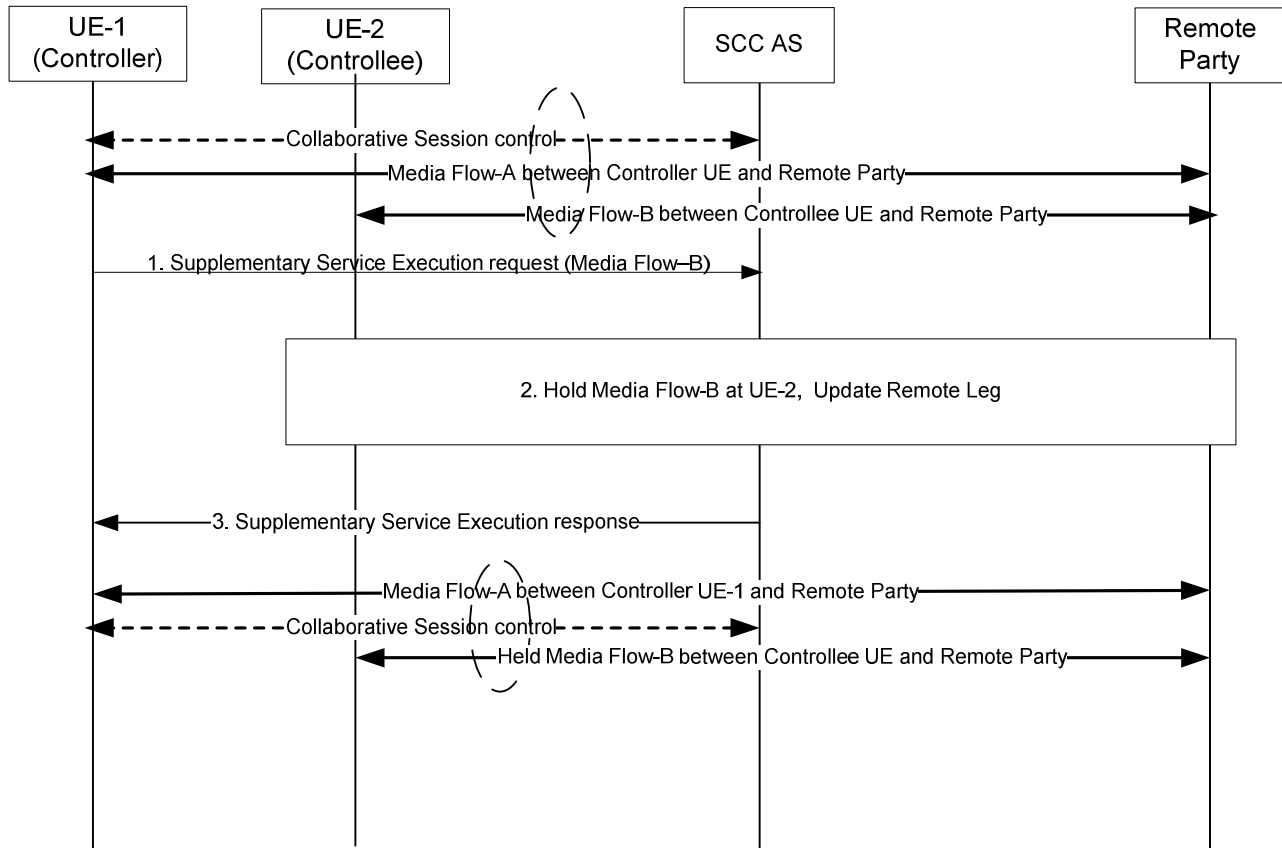 UE-1
(Controller)
UE-2
(Controllee)
SCC AS
Remote
Party
Collaborative Session control
Media Flow-A between Controller UE and Remote Party
Media Flow-B between Controllee UE and Remote Party
1. Supplementary Service Execution request (Media Flow–B)
2. Hold Media Flow-B at UE-2, Update Remote Leg
3. Supplementary Service Execution response
Media Flow-A between Controller UE-1 and Remote Party
Collaborative Session control
Held Media Flow-B between Controllee UE and Remote Party